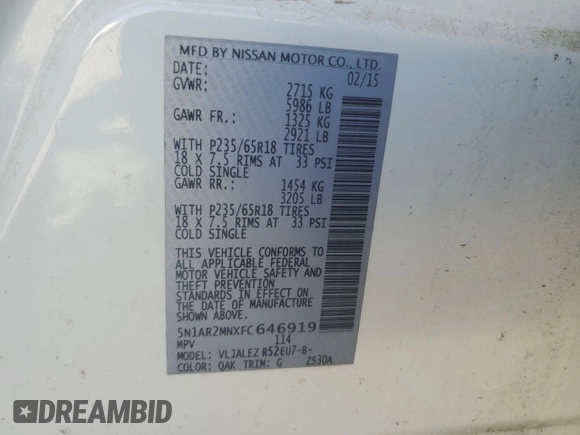 MFD BY NISSAN MOTOR CO., LTD.
DATE: 02/15
GVWR: 2715 KG
5986 LB
GAWR FR.: 1325 KG
2921 LB
WITH P235/65R18 TIRES
18 X 7.5 RIMS AT 33 PSI
COLD SINGLE
GAWR RR.: 1454 KG
3205 LB
WITH P235/65R18 TIRES
18 X 7.5 RIMS AT 33 PSI
COLD SINGLE
THIS VEHICLE CONFORMS TO
ALL APPLICABLE FEDERAL
MOTOR VEHICLE SAFETY AND
THEFT PREVENTION
STANDARDS IN EFFECT ON
THE DATE OF MANUFACTURE
SHOWN ABOVE.
5N1AR2MNXFC646919
MPV 114
MODEL: VLJALEZ R52EU7-B-
COLOR: QAK TRIM: G ZS30A
DREAMBID